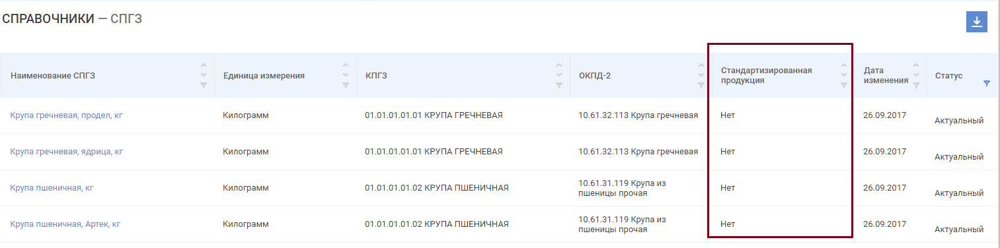 СПРАВОЧНИКИ — СПГЗ
Наименование СПГЗ
Единица измерения
КПГЗ
ОКПД-2
Стандартизированная
продукция
Дата
изменения
Статус
Крупа гречневая, продел, кг
Килограмм
01.01.01.01.01 КРУПА ГРЕЧНЕВАЯ
10.61.32.113 Крупа гречневая
Нет
26.09.2017
Актуальный
Крупа гречневая, ядрица, кг
Килограмм
01.01.01.01.01 КРУПА ГРЕЧНЕВАЯ
10.61.32.113 Крупа гречневая
Нет
26.09.2017
Актуальный
Крупа пшеничная, кг
Килограмм
01.01.01.01.02 КРУПА ПШЕНИЧНАЯ
10.61.31.119 Крупа из
пшеницы прочая
Нет
26.09.2017
Актуальный
Крупа пшеничная, Артек, кг
Килограмм
01.01.01.01.02 КРУПА ПШЕНИЧНАЯ
10.61.31.119 Крупа из
пшеницы прочая
Нет
26.09.2017
Актуальный